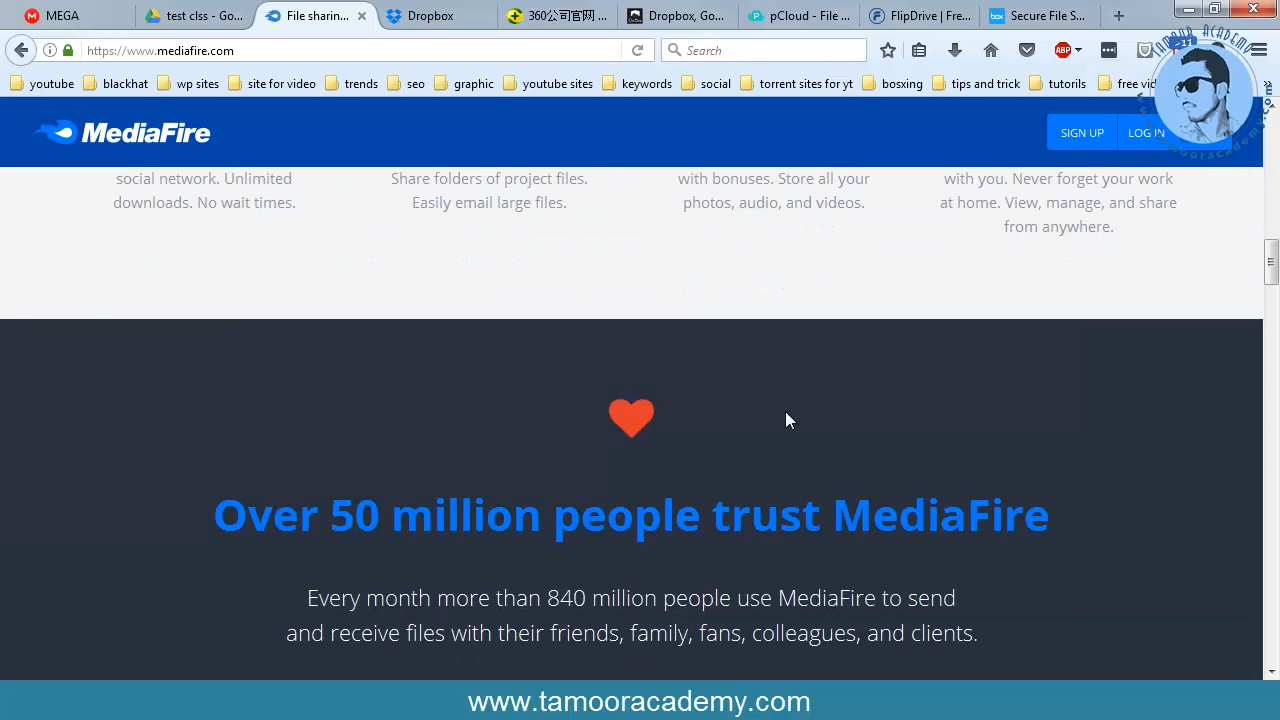 MEGA
test clss - Go...
File sharin...
Dropbox
360公司官网 ...
Dropbox, Go...
pCloud - File ...
FlipDrive | Fre...
Secure File S...
https://www.mediafire.com
Search
ABP
youtube
blackhat
wp sites
site for video
trends
seo
graphic
youtube sites
keywords
social
torrent sites for yt
bosxing
tips and trick
tutorils
free vid
MediaFire
SIGN UP
LOG IN
social network. Unlimited
downloads. No wait times.
Share folders of project files.
Easily email large files.
with bonuses. Store all your
photos, audio, and videos.
with you. Never forget your work
at home. View, manage, and share
from anywhere.
Over 50 million people trust MediaFire
Every month more than 840 million people use MediaFire to send
and receive files with their friends, family, fans, colleagues, and clients.
www.tamooracademy.com